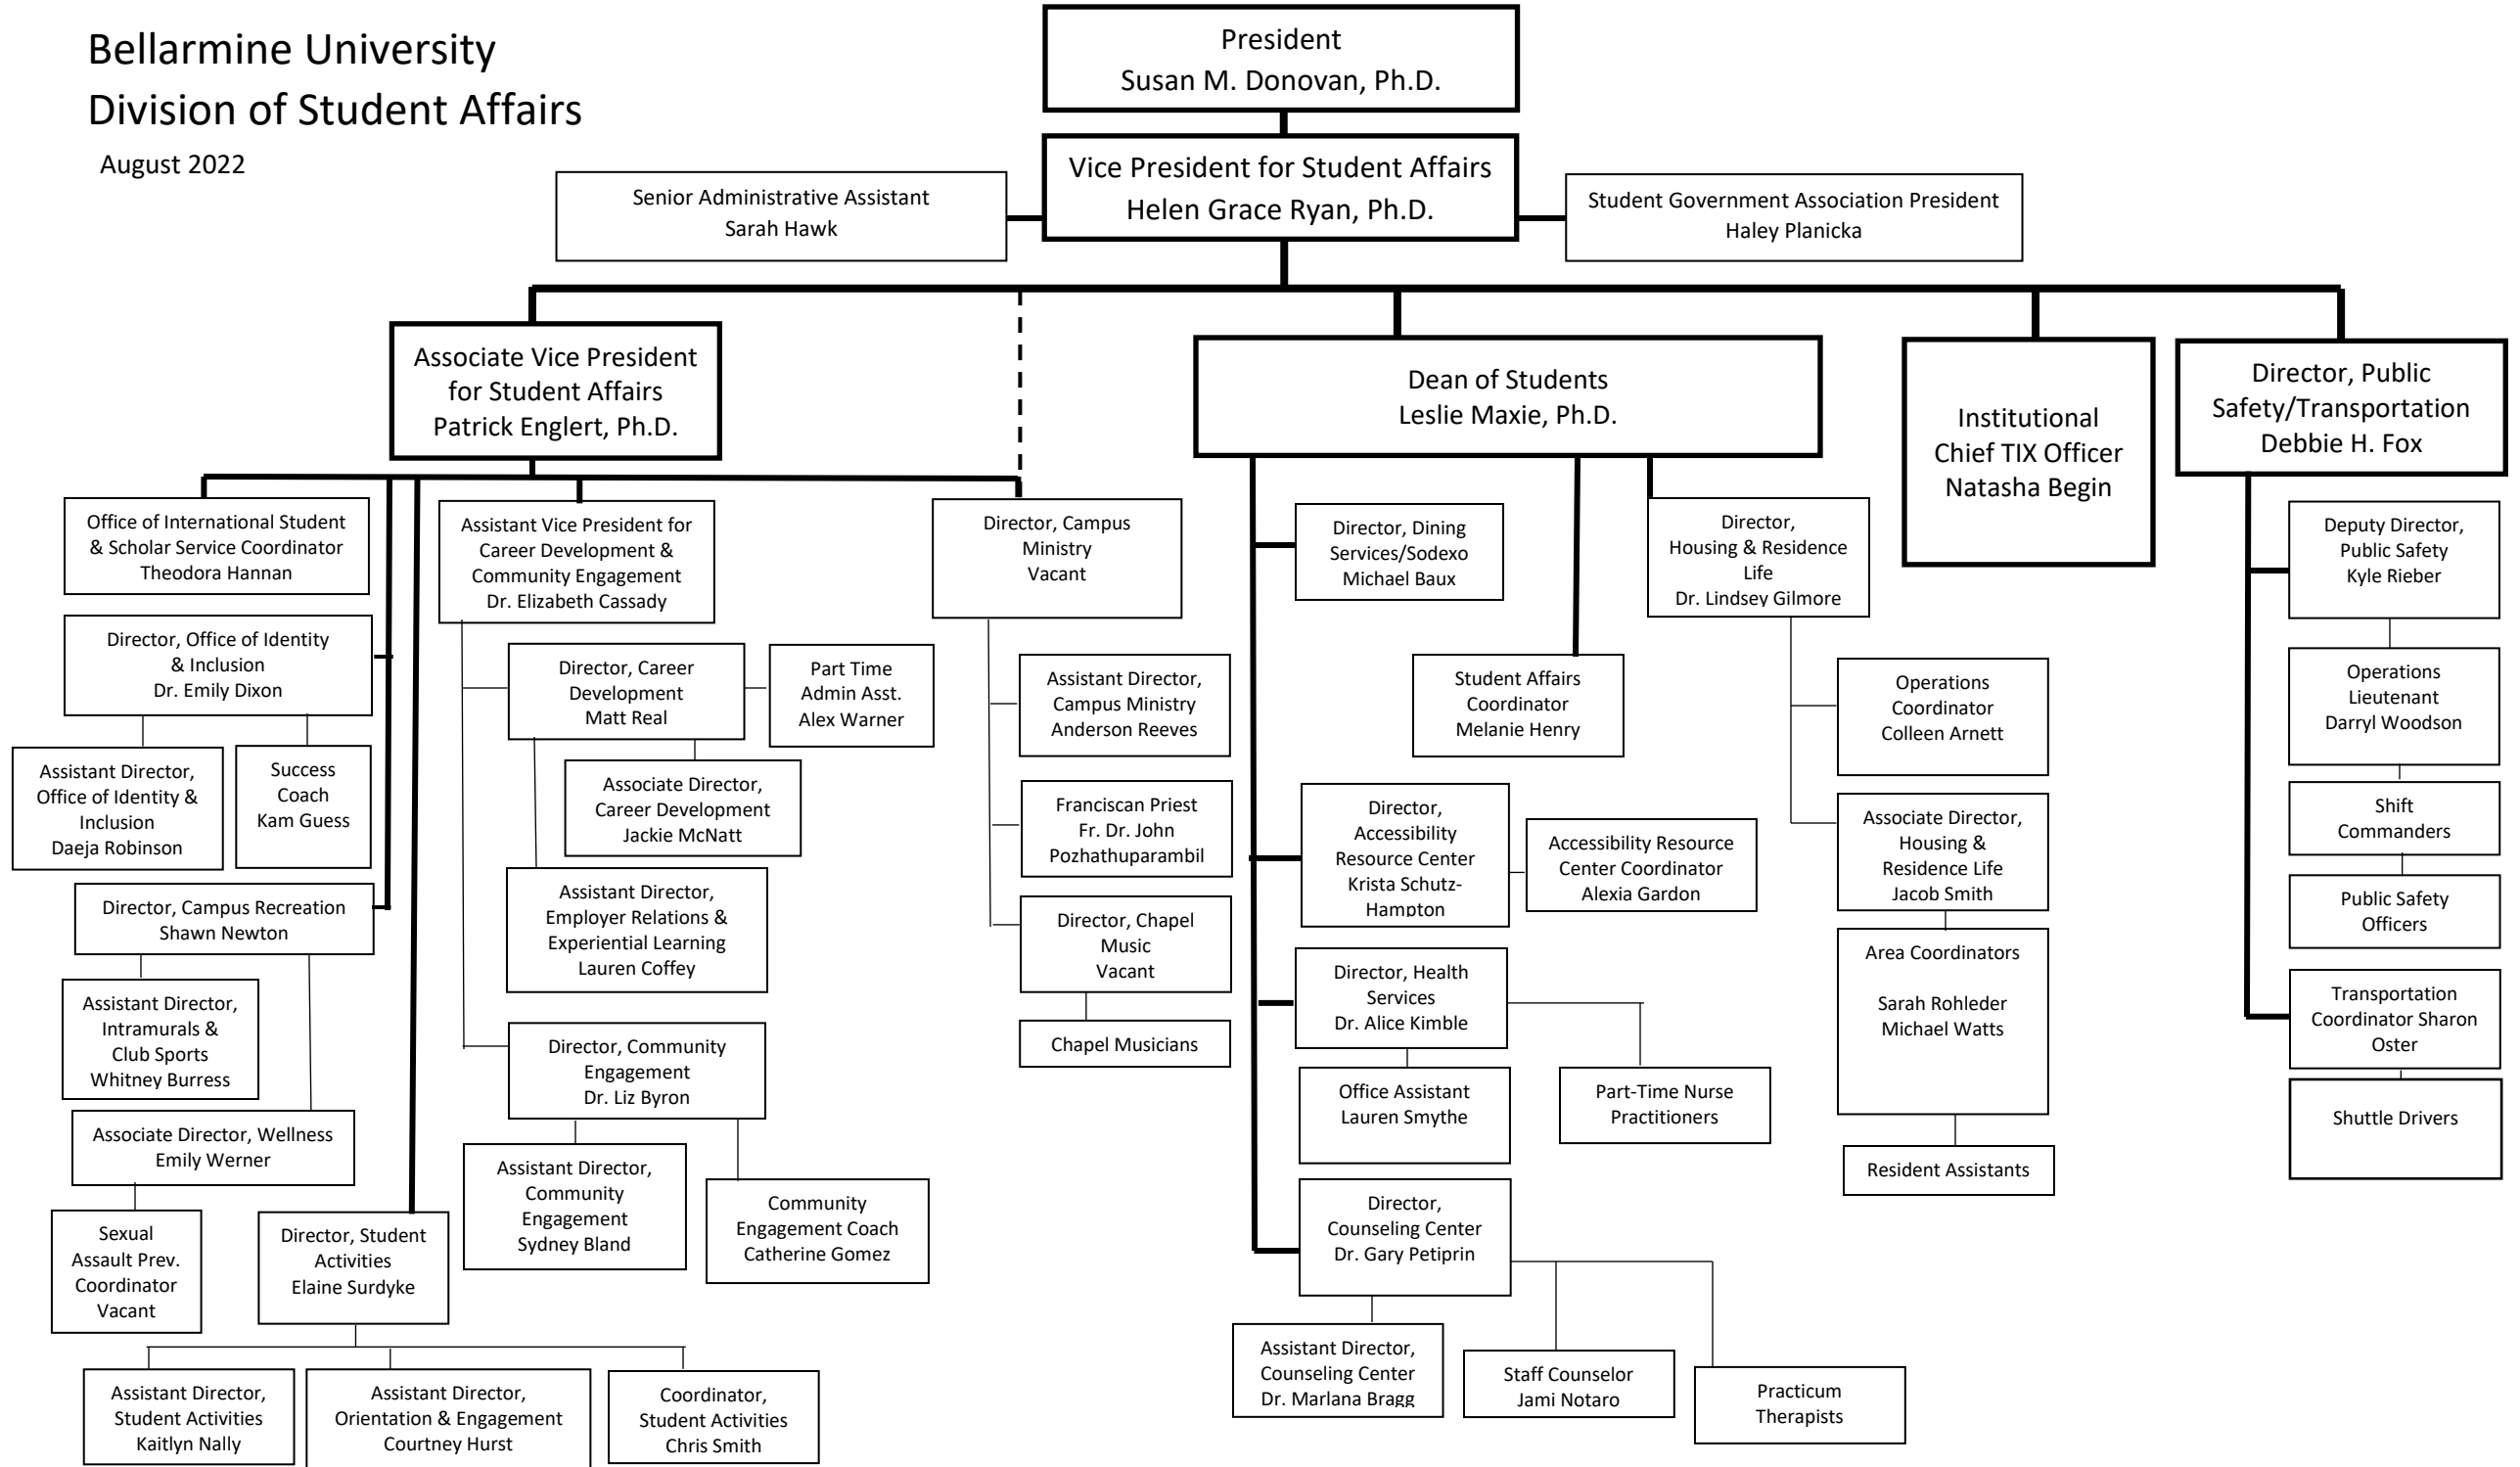 Bellarmine University
Division of Student Affairs
August 2022
President
Susan M. Donovan, Ph.D.
Vice President for Student Affairs
Helen Grace Ryan, Ph.D.
Senior Administrative Assistant
Sarah Hawk
Student Government Association President
Haley Planicka
Associate Vice President
for Student Affairs
Patrick Englert, Ph.D.
Dean of Students
Leslie Maxie, Ph.D.
Institutional
Chief TIX Officer
Natasha Begin
Director, Public
Safety/Transportation
Debbie H. Fox
Office of International Student
& Scholar Service Coordinator
Theodora Hannan
Director, Office of Identity
& Inclusion
Dr. Emily Dixon
Assistant Director,
Office of Identity &
Inclusion
Daeja Robinson
Success
Coach
Kam Guess
Director, Campus Recreation
Shawn Newton
Assistant Director,
Intramurals &
Club Sports
Whitney Burress
Associate Director, Wellness
Emily Werner
Sexual
Assault Prev.
Coordinator
Vacant
Director, Student
Activities
Elaine Surdyke
Assistant Director,
Student Activities
Kaitlyn Nally
Assistant Director,
Orientation & Engagement
Courtney Hurst
Coordinator,
Student Activities
Chris Smith
Assistant Vice President for
Career Development &
Community Engagement
Dr. Elizabeth Cassady
Director, Career
Development
Matt Real
Part Time
Admin Asst.
Alex Warner
Associate Director,
Career Development
Jackie McNatt
Assistant Director,
Employer Relations &
Experiential Learning
Lauren Coffey
Director, Community
Engagement
Dr. Liz Byron
Assistant Director,
Community
Engagement
Sydney Bland
Community
Engagement Coach
Catherine Gomez
Director, Campus
Ministry
Vacant
Assistant Director,
Campus Ministry
Anderson Reeves
Franciscan Priest
Fr. Dr. John
Pozhathuparambil
Director, Chapel
Music
Vacant
Chapel Musicians
Director, Dining
Services/Sodexo
Michael Baux
Student Affairs
Coordinator
Melanie Henry
Director,
Housing & Residence
Life
Dr. Lindsey Gilmore
Director,
Accessibility
Resource Center
Krista Schutz-
Hampton
Accessibility Resource
Center Coordinator
Alexia Gardon
Director, Health
Services
Dr. Alice Kimble
Office Assistant
Lauren Smythe
Part-Time Nurse
Practitioners
Director,
Counseling Center
Dr. Gary Petiprin
Assistant Director,
Counseling Center
Dr. Marlana Bragg
Staff Counselor
Jami Notaro
Practicum
Therapists
Operations
Coordinator
Colleen Arnett
Associate Director,
Housing &
Residence Life
Jacob Smith
Area Coordinators
Sarah Rohleder
Michael Watts
Resident Assistants
Deputy Director,
Public Safety
Kyle Rieber
Operations
Lieutenant
Darryl Woodson
Shift
Commanders
Public Safety
Officers
Transportation
Coordinator Sharon
Oster
Shuttle Drivers